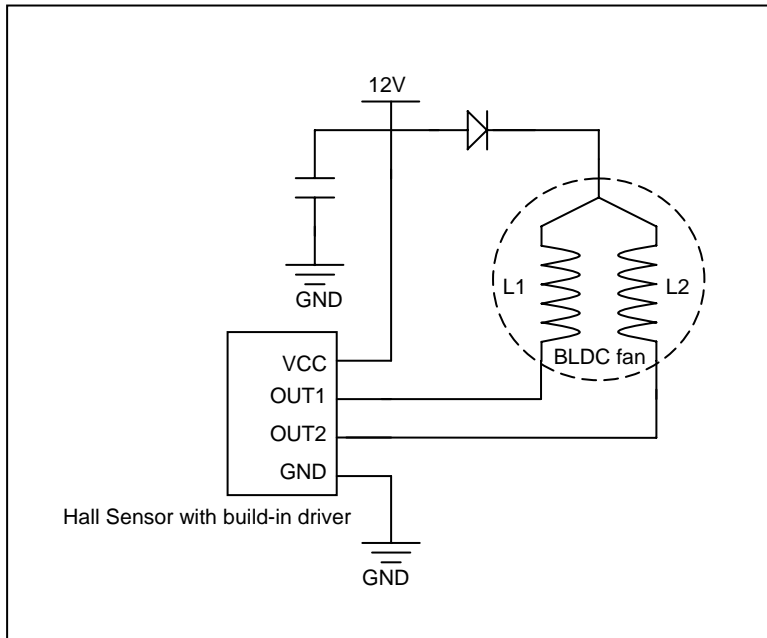 12V
L1
L2
GND
BLDC fan
VCC
OUT1
OUT2
GND
Hall Sensor with build-in driver
GND